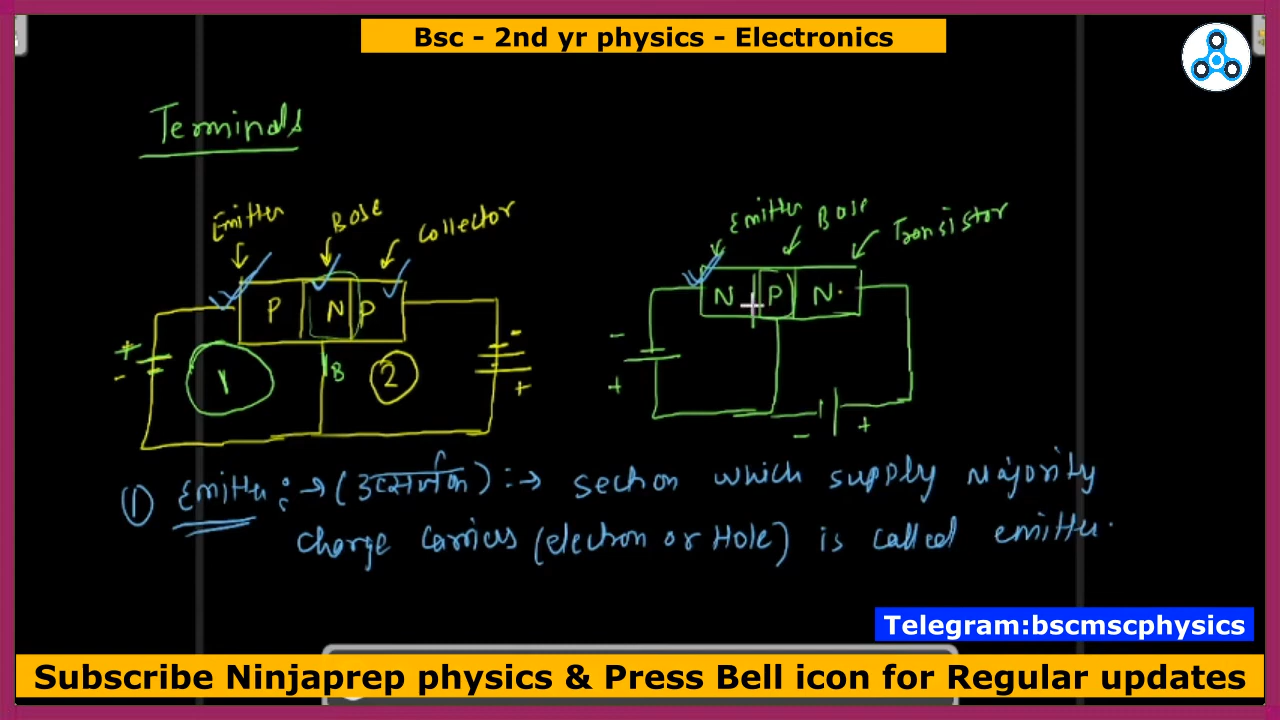 Bsc - 2nd yr physics - Electronics
Terminals
Emitter Base Collector
Emitter Base Transistor
P N P
N P N
+ - 1 B 2 - +
- + - +
① Emitter :→ (उत्सर्जक) :→ section which supply Majority
charge carriers (electron or Hole) is called emitter.
Telegram:bscmscphysics
Subscribe Ninjaprep physics & Press Bell icon for Regular updates